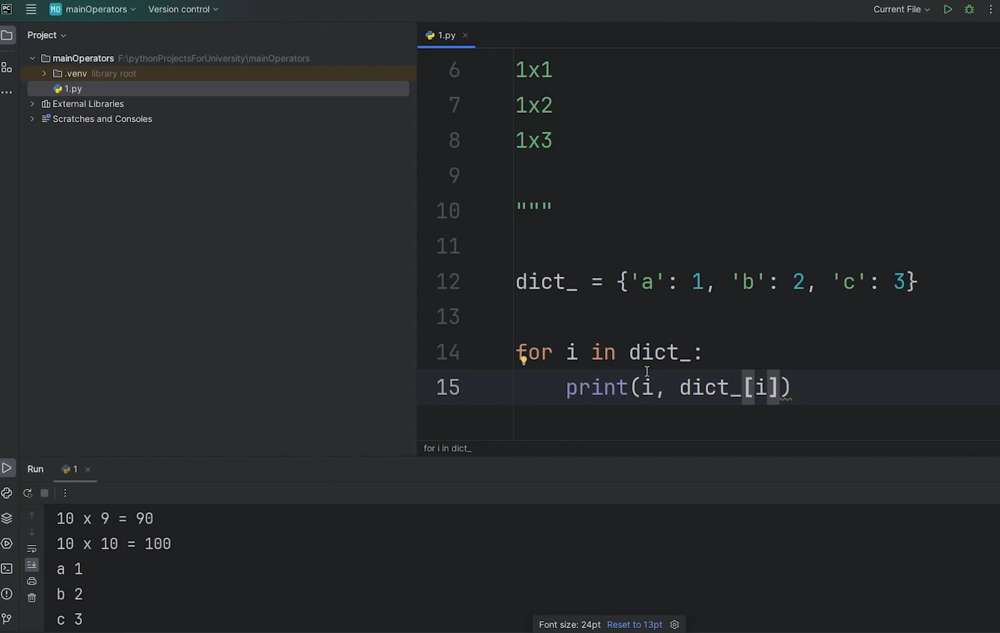 PC
MO mainOperators
Version control
Current File
Project
1.py
mainOperators F:\pythonProjectsForUniversity\mainOperators
.venv library root
1.py
External Libraries
Scratches and Consoles
6 1x1
7 1x2
8 1x3
9
10 """
11
12 dict_ = {'a': 1, 'b': 2, 'c': 3}
13
14 for i in dict_:
15 print(i, dict_[i])
for i in dict_
Run
1
10 x 9 = 90
10 x 10 = 100
a 1
b 2
c 3
Font size: 24pt Reset to 13pt